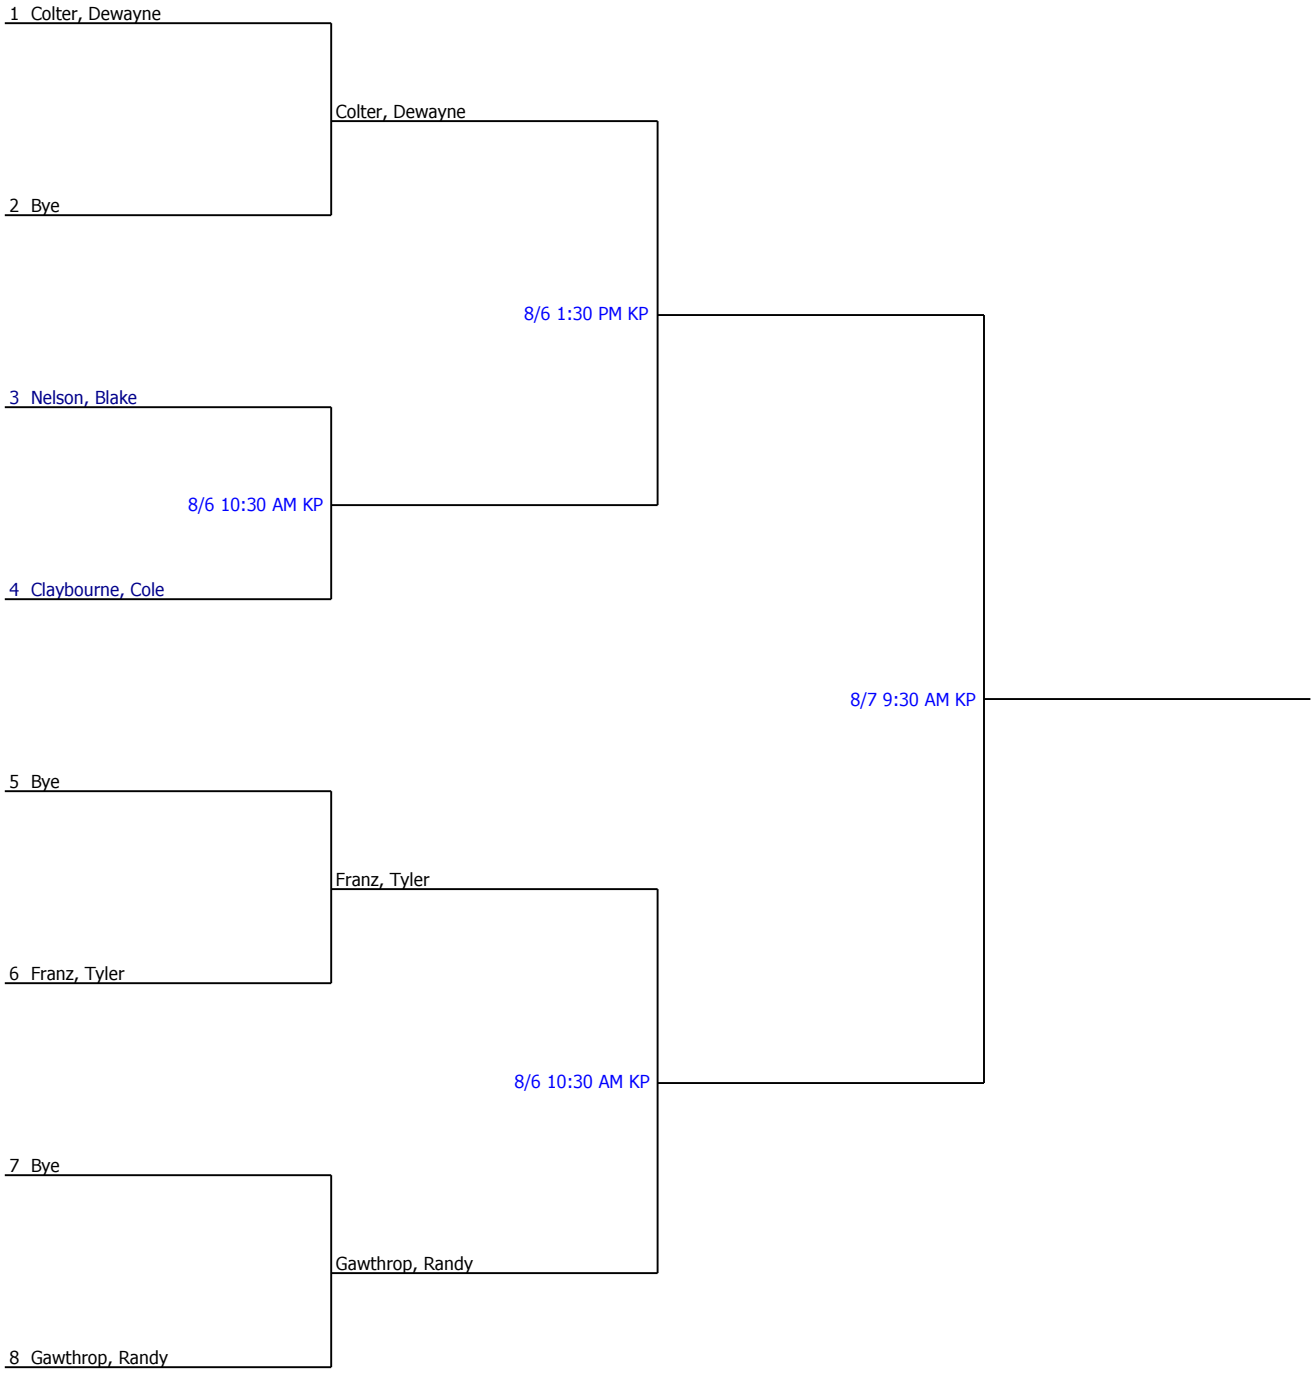 1 Colter, Dewayne
Colter, Dewayne
2 Bye
8/6 1:30 PM KP
3 Nelson, Blake
8/6 10:30 AM KP
4 Claybourne, Cole
8/7 9:30 AM KP
5 Bye
Franz, Tyler
6 Franz, Tyler
8/6 10:30 AM KP
7 Bye
Gawthrop, Randy
8 Gawthrop, Randy